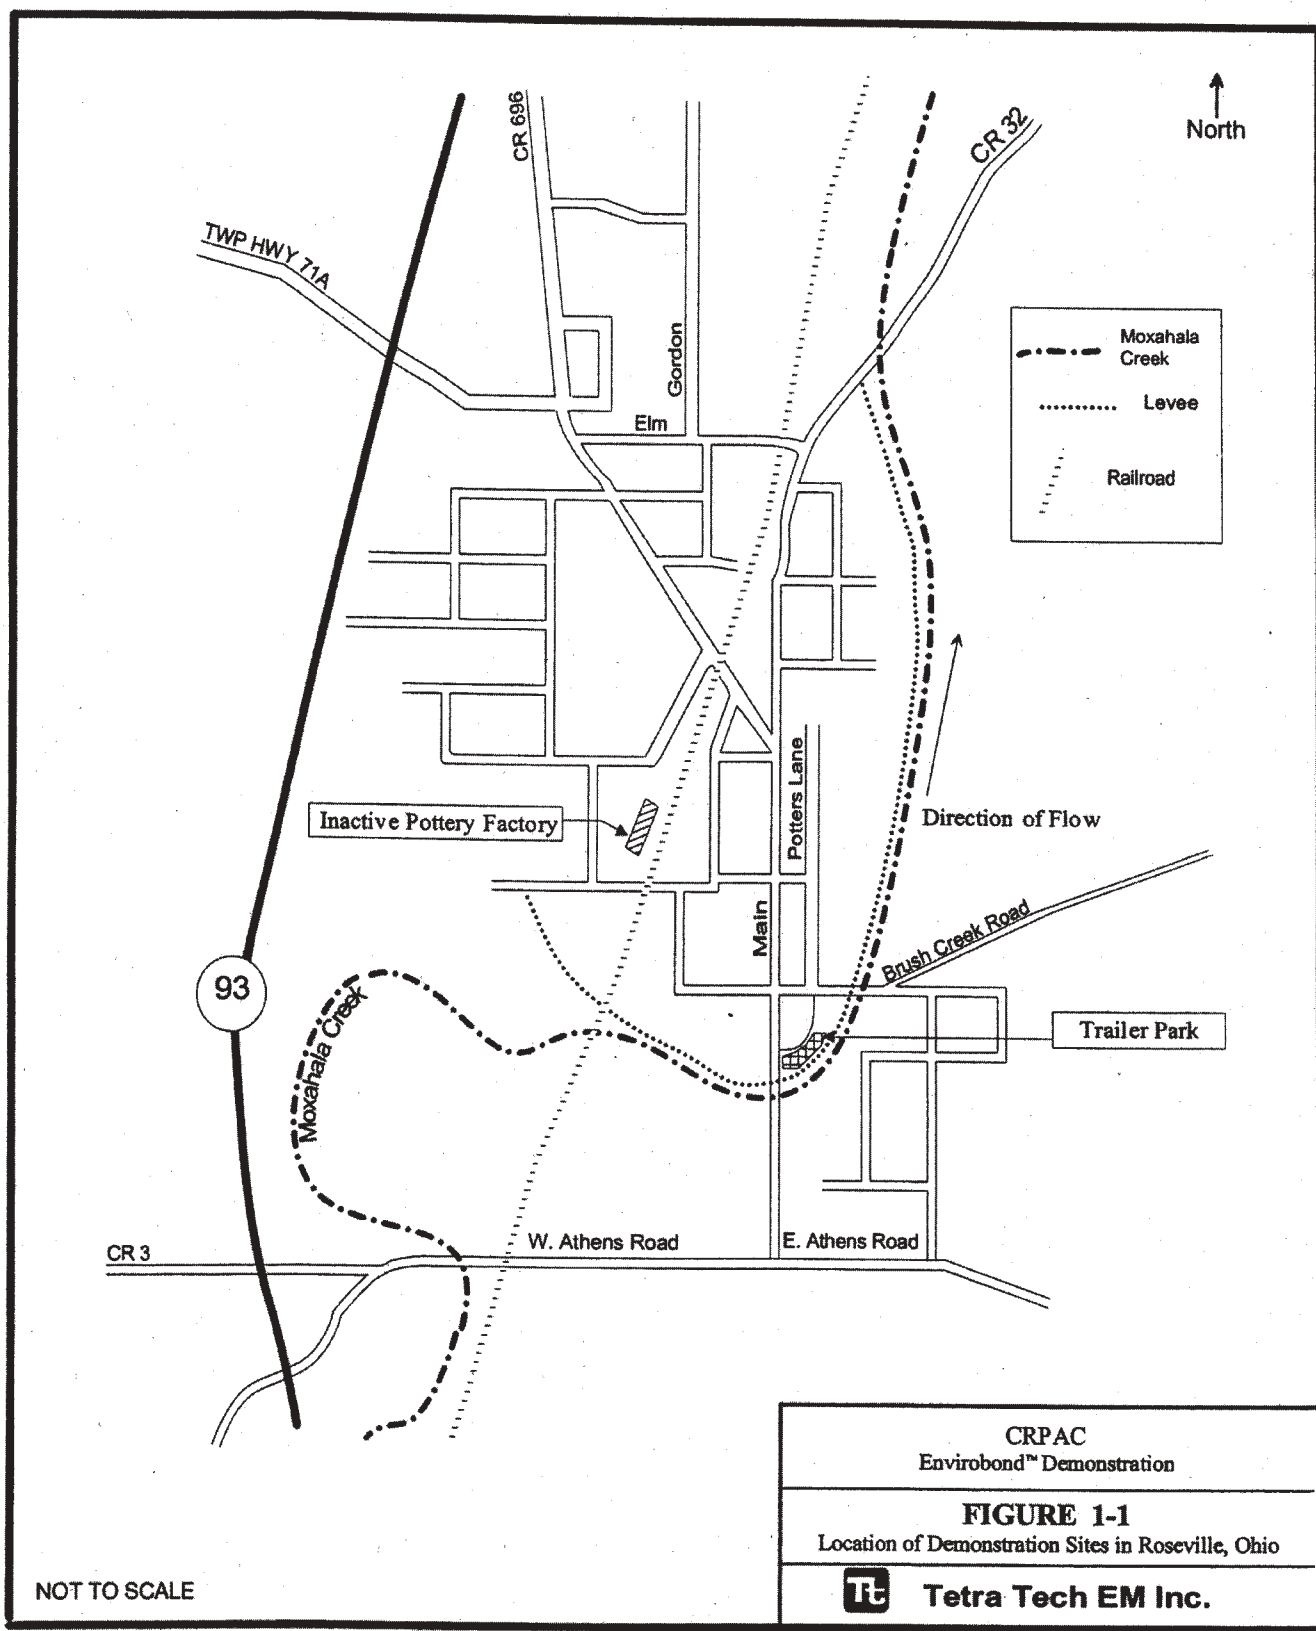 North
CR 696
CR 32
TWP HWY 71A
Gordon
Elm
Moxahala
Creek
Levee
Railroad
Inactive Pottery Factory
Potters Lane
Direction of Flow
Main
Brush Creek Road
93
Moxahala Creek
Trailer Park
CR 3
W. Athens Road
E. Athens Road
CRPAC
Envirobond™ Demonstration
FIGURE 1-1
Location of Demonstration Sites in Roseville, Ohio
NOT TO SCALE
Tt Tetra Tech EM Inc.